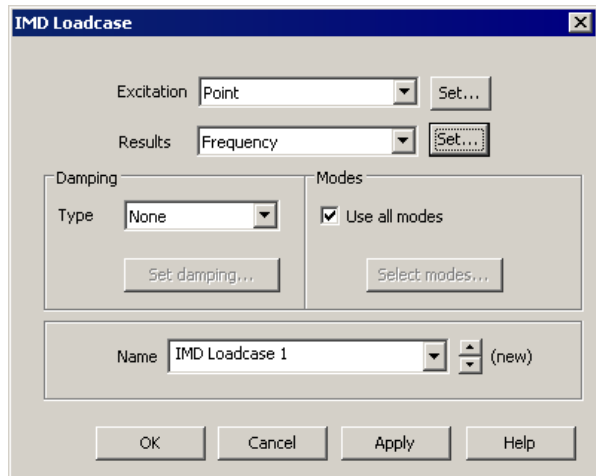 IMD Loadcase
Excitation Point Set...
Results Frequency Set...
Damping Modes
Type None Use all modes
Set damping... Select modes...
Name IMD Loadcase 1 (new)
OK Cancel Apply Help